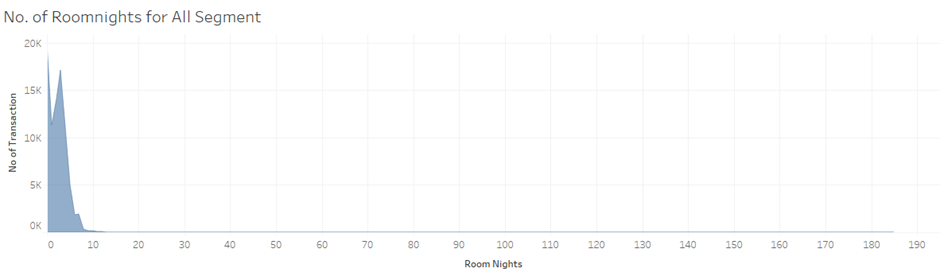 No. of Roomnights for All Segment
20K
15K
10K
5K
0K
No of Transaction
0 10 20 30 40 50 60 70 80 90 100 110 120 130 140 150 160 170 180 190
Room Nights